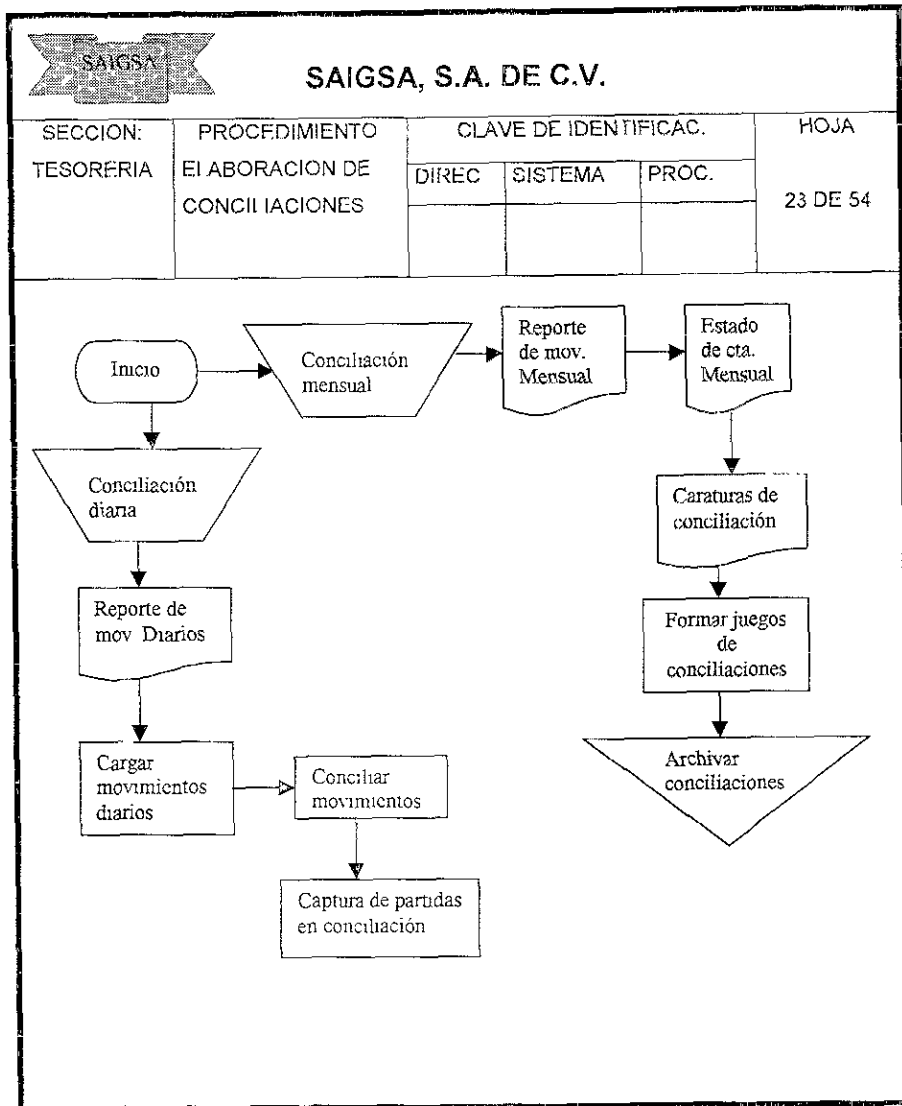 SAIGSA
SAIGSA, S.A. DE C.V.
SECCION:
TESORERIA
PROCEDIMIENTO
ELABORACION DE
CONCILIACIONES
CLAVE DE IDENTIFICAC.
DIREC
SISTEMA
PROC.
HOJA
23 DE 54
Inicio
Conciliación
mensual
Reporte
de mov.
Mensual
Estado
de cta.
Mensual
Conciliación
diaria
Caraturas de
conciliación
Reporte de
mov Diarios
Formar juegos
de
conciliaciones
Cargar
movimientos
diarios
Conciliar
movimientos
Archivar
conciliaciones
Captura de partidas
en conciliación